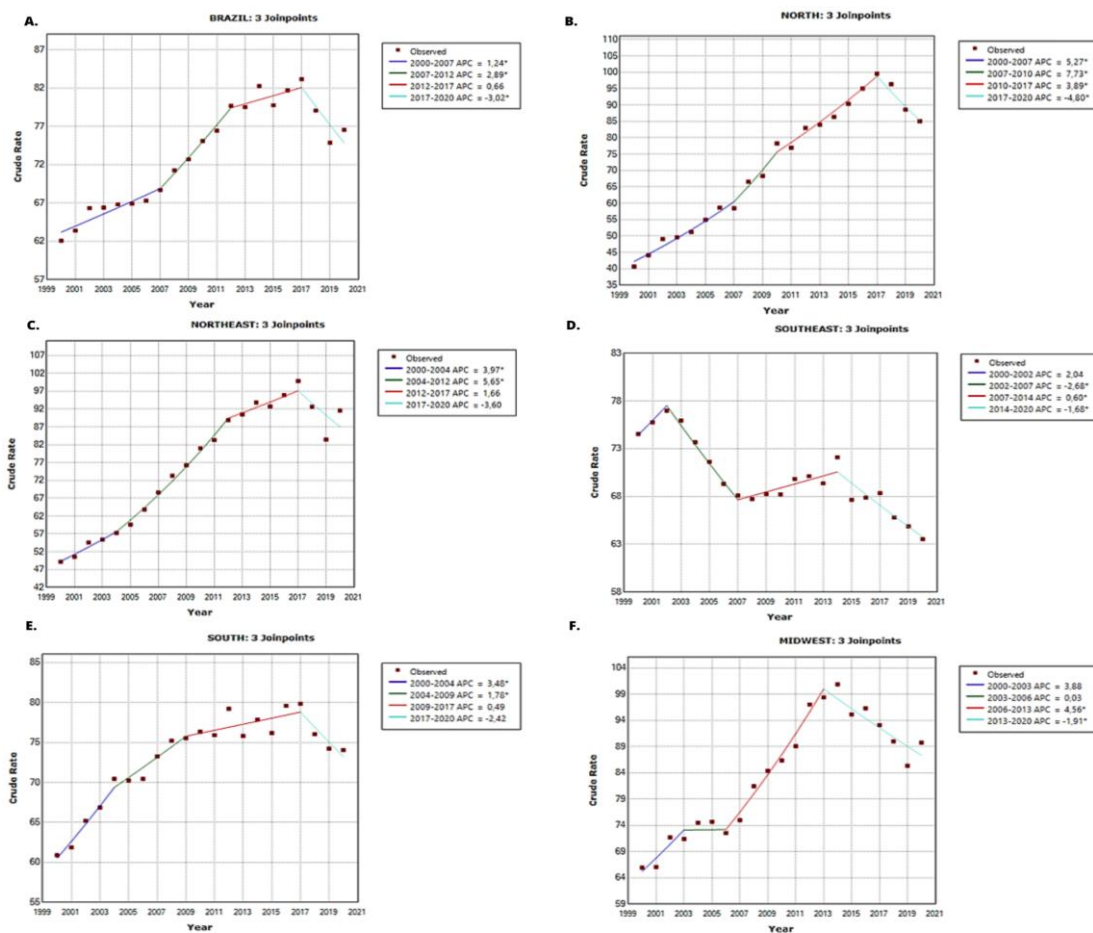 A.
BRAZIL: 3 Joinpoints
87
82
77
72
67
62
57
Crude Rate
1999 2001 2003 2005 2007 2009 2011 2013 2015 2017 2019 2021
Year
Observed
2000-2007 APC = 1,24*
2007-2012 APC = 2,89*
2012-2017 APC = 0,66
2017-2020 APC = -3,02*
B.
NORTH: 3 Joinpoints
110
105
100
95
90
85
80
75
70
65
60
55
50
45
40
35
Crude Rate
1999 2001 2003 2005 2007 2009 2011 2013 2015 2017 2019 2021
Year
Observed
2000-2007 APC = 5,27*
2007-2010 APC = 7,73*
2010-2017 APC = 3,89*
2017-2020 APC = -4,80*
C.
NORTHEAST: 3 Joinpoints
107
102
97
92
87
82
77
72
67
62
57
52
47
42
Crude Rate
1999 2001 2003 2005 2007 2009 2011 2013 2015 2017 2019 2021
Year
Observed
2000-2004 APC = 3,97*
2004-2012 APC = 5,65*
2012-2017 APC = 1,66
2017-2020 APC = -3,60
D.
SOUTHEAST: 3 Joinpoints
83
78
73
68
63
58
Crude Rate
1999 2001 2003 2005 2007 2009 2011 2013 2015 2017 2019 2021
Year
Observed
2000-2002 APC = 2,04
2002-2007 APC = -2,68*
2007-2014 APC = 0,60*
2014-2020 APC = -1,68*
E.
SOUTH: 3 Joinpoints
85
80
75
70
65
60
55
Crude Rate
1999 2001 2003 2005 2007 2009 2011 2013 2015 2017 2019 2021
Year
Observed
2000-2004 APC = 3,48*
2004-2009 APC = 1,78*
2009-2017 APC = 0,49
2017-2020 APC = -2,42
F.
MIDWEST: 3 Joinpoints
104
99
94
89
84
79
74
69
64
59
Crude Rate
1999 2001 2003 2005 2007 2009 2011 2013 2015 2017 2019 2021
Year
Observed
2000-2003 APC = 3,88
2003-2006 APC = 0,03
2006-2013 APC = 4,56*
2013-2020 APC = -1,91*